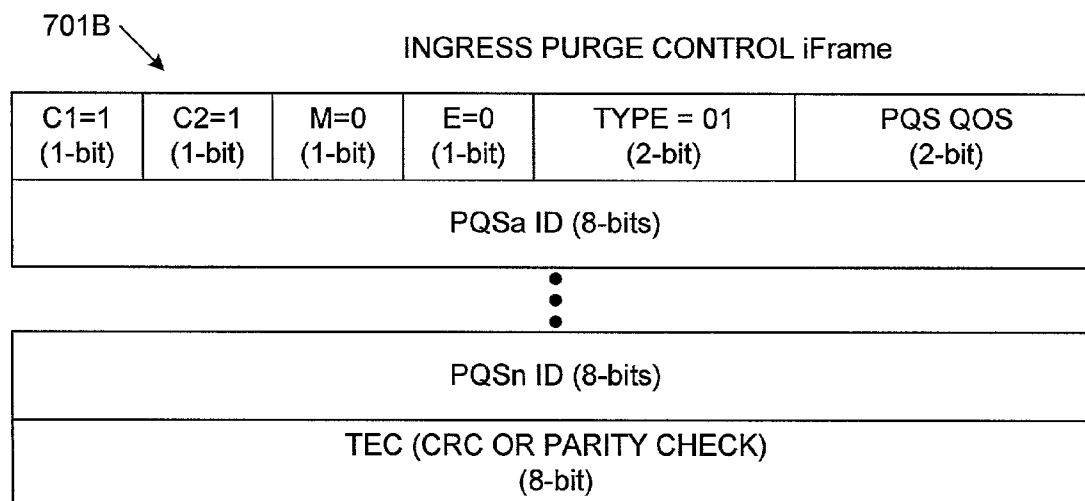 701B
INGRESS PURGE CONTROL iFrame
C1=1 C2=1 M=0 E=0 TYPE = 01 PQS QOS
(1-bit) (1-bit) (1-bit) (1-bit) (2-bit) (2-bit)
PQSa ID (8-bits)
PQSn ID (8-bits)
TEC (CRC OR PARITY CHECK)
(8-bit)